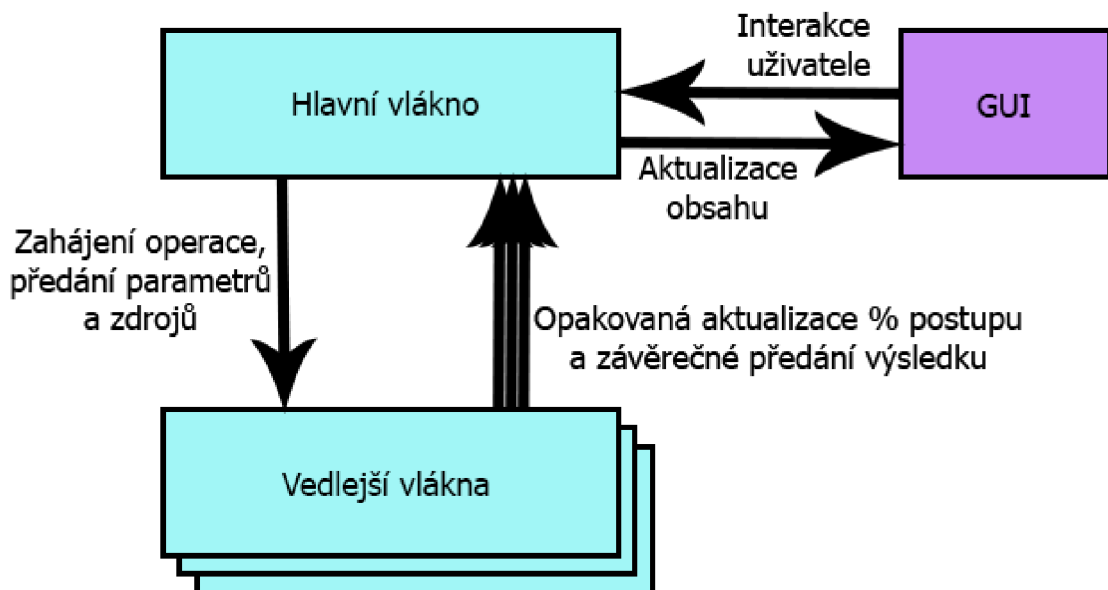 Interakce
uživatele
Hlavní vlákno
GUI
Aktualizace
obsahu
Zahájení operace,
předání parametrů
a zdrojů
Opakovaná aktualizace % postupu
a závěrečné předání výsledku
Vedlejší vlákna